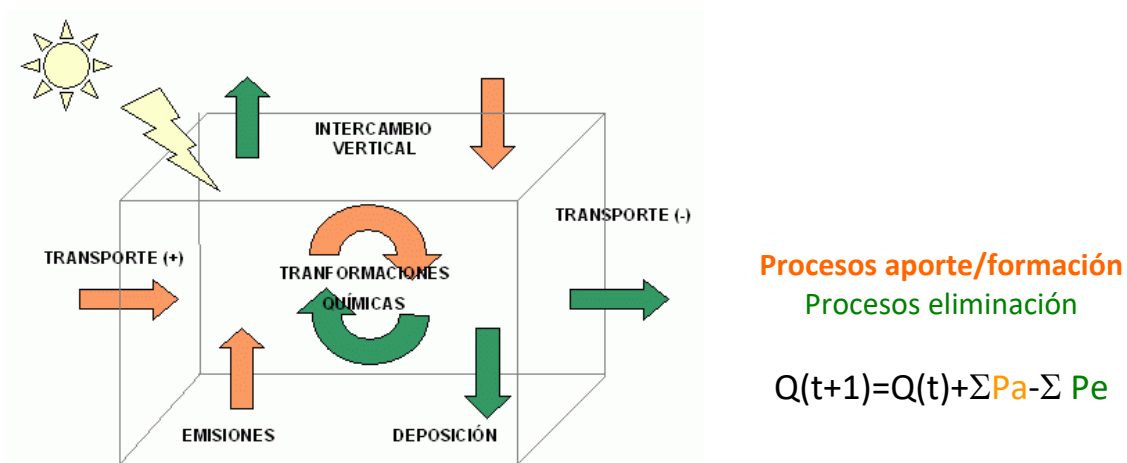 INTERCAMBIO
VERTICAL
TRANSPORTE (-)
TRANSPORTE (+)
TRANFORMACIONES
QUÍMICAS
EMISIONES
DEPOSICIÓN
Procesos aporte/formación
Procesos eliminación
Q(t+1)=Q(t)+ΣPa-Σ Pe